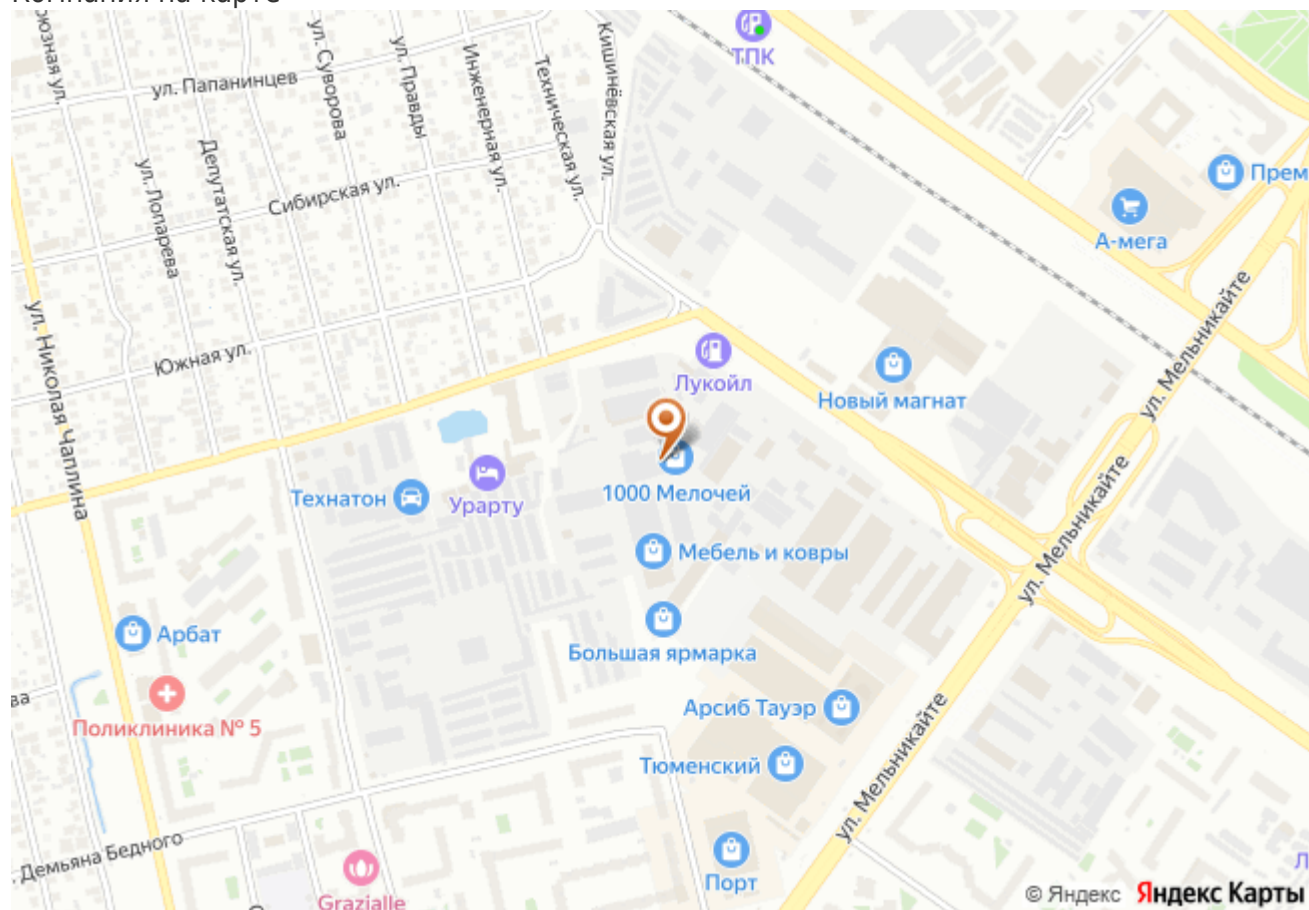 Компания на карте
ТПК
юзная ул.
ул. Папанинцев
ул. Суворова
ул. Правды
Инженерная ул.
Техническая ул.
Кишинёвская ул.
ул. Лопарева
Депутатская ул.
Сибирская ул.
Прем
А-мега
ул. Николая Чаплина
Южная ул.
Лукойл
Новый магнат
ул. Мельникайте
Технатон
Урарту
1000 Мелочей
ул. Мельникайте
Мебель и ковры
Арбат
Большая ярмарка
ва
Поликлиника № 5
Арсиб Тауэр
Тюменский
ул. Мельникайте
. Демьяна Бедного
Порт
Grazialle
Л
© Яндекс Яндекс Карты